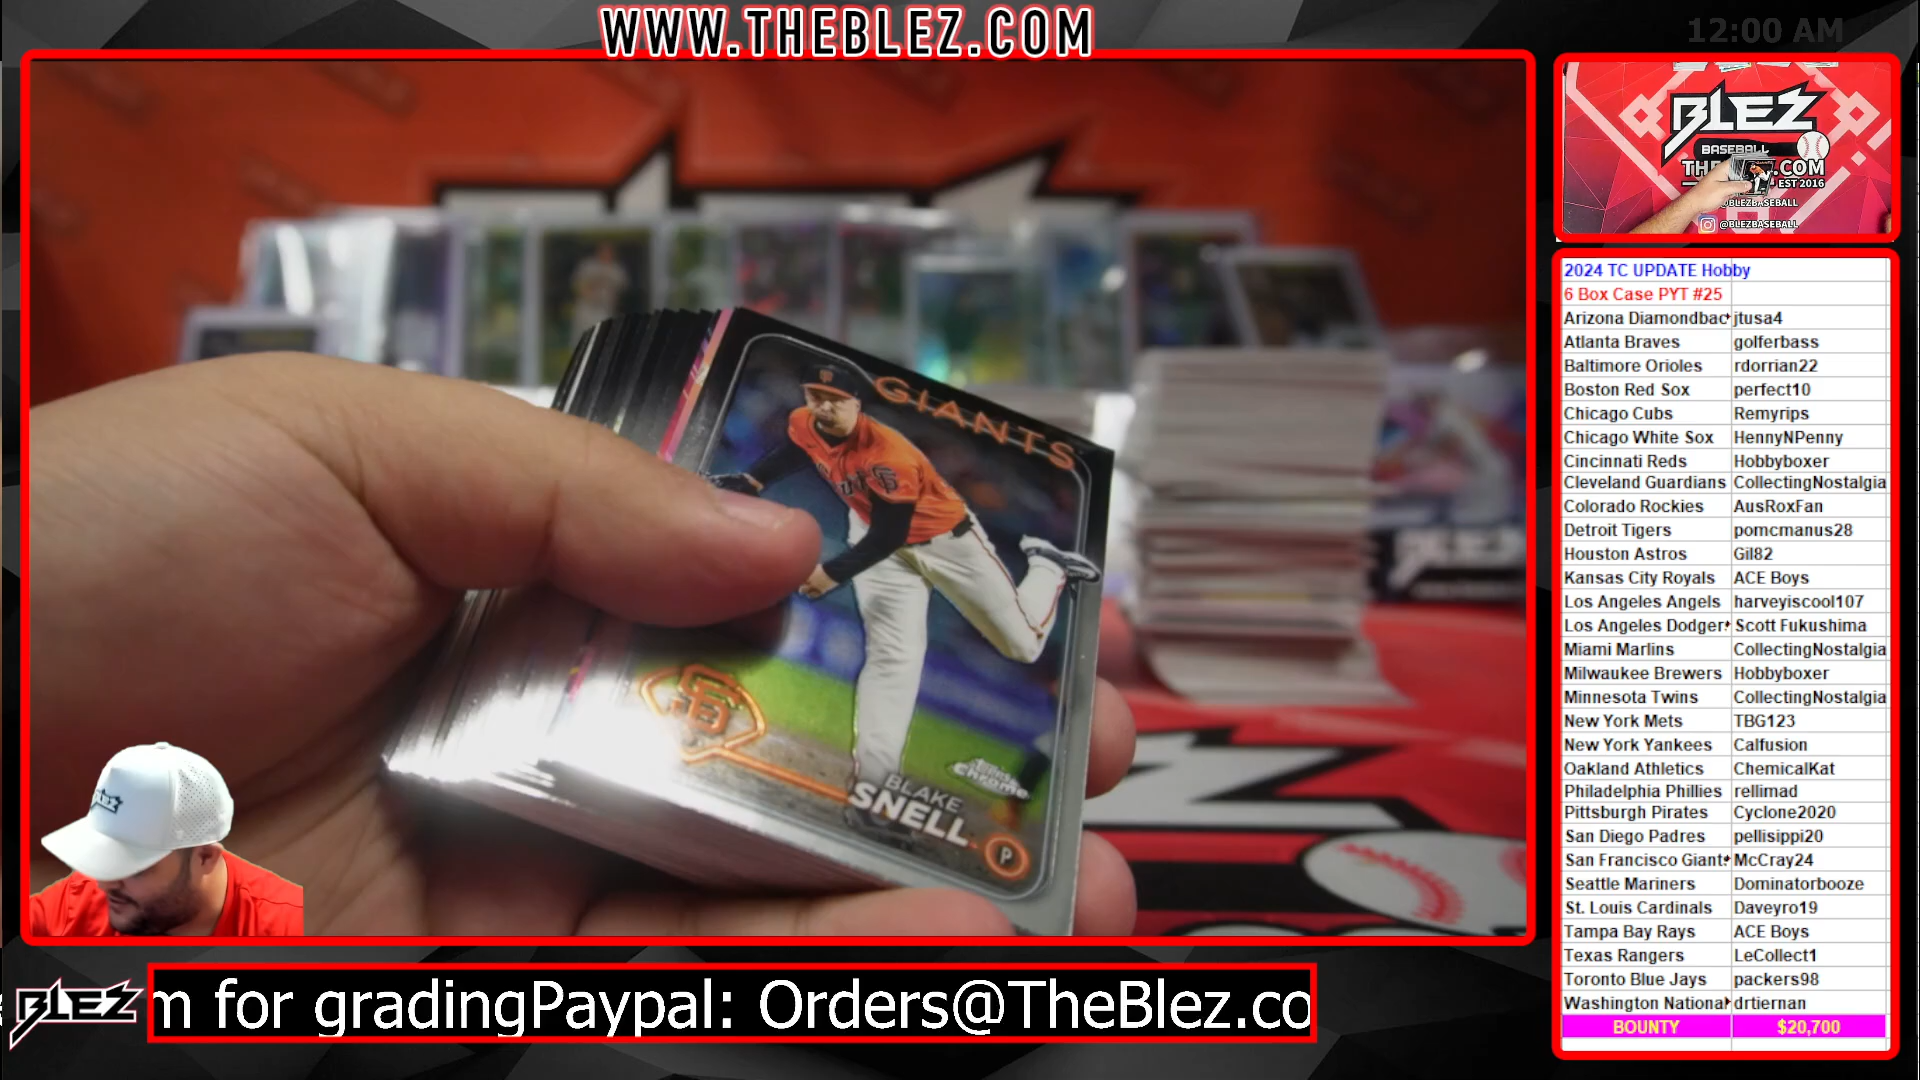 WWW.THEBLEZ.COM
12:00 AM
GIANTS
SF
BLAKE
SNELL
P
Topps
Chrome
BLEZ
BASEBALL
.COM
EST 2016
@BLEZBASEBALL
@BLEZBASEBALL
2024 TC UPDATE Hobby
6 Box Case PYT #25
Arizona Diamondbac jtusa4
Atlanta Braves golferbass
Baltimore Orioles rdorrian22
Boston Red Sox perfect10
Chicago Cubs Remyrips
Chicago White Sox HennyNPenny
Cincinnati Reds Hobbyboxer
Cleveland Guardians CollectingNostalgia
Colorado Rockies AusRoxFan
Detroit Tigers pomcmanus28
Houston Astros Gil82
Kansas City Royals ACE Boys
Los Angeles Angels harveyiscool107
Los Angeles Dodger Scott Fukushima
Miami Marlins CollectingNostalgia
Milwaukee Brewers Hobbyboxer
Minnesota Twins CollectingNostalgia
New York Mets TBG123
New York Yankees Calfusion
Oakland Athletics ChemicalKat
Philadelphia Phillies rellimad
Pittsburgh Pirates Cyclone2020
San Diego Padres pellisippi20
San Francisco Giant McCray24
Seattle Mariners Dominatorbooze
St. Louis Cardinals Daveyro19
Tampa Bay Rays ACE Boys
Texas Rangers LeCollect1
Toronto Blue Jays packers98
Washington National drtiernan
BOUNTY $20,700
BLEZ
m for gradingPaypal: Orders@TheBlez.co